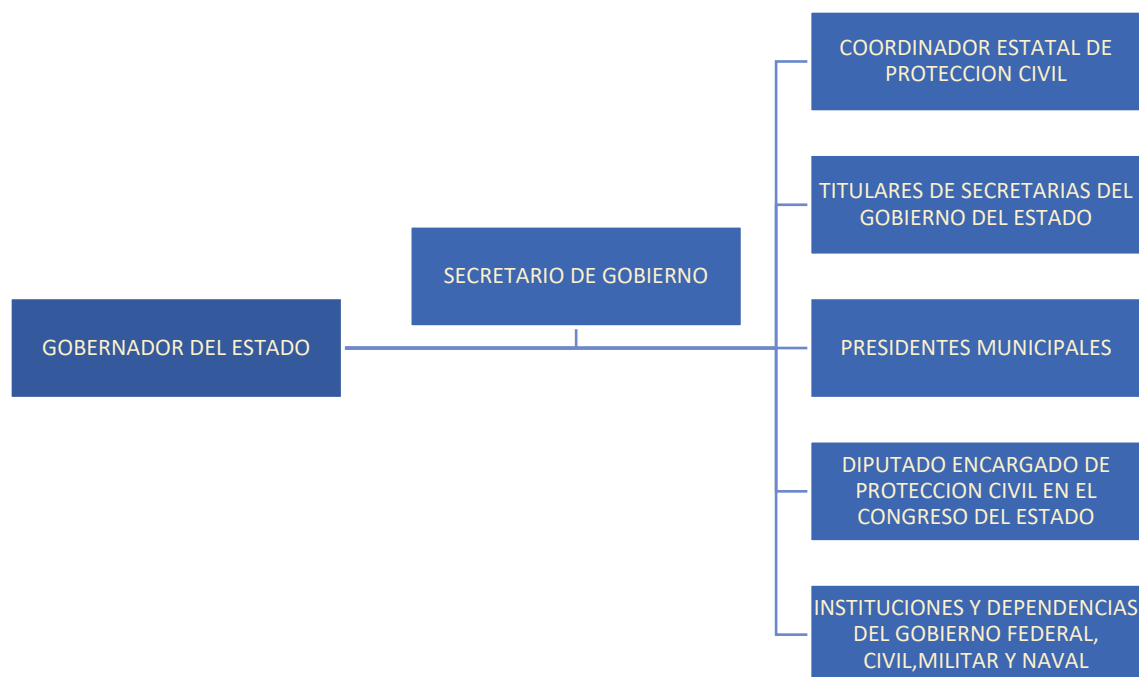 COORDINADOR ESTATAL DE
PROTECCION CIVIL
TITULARES DE SECRETARIAS DEL
GOBIERNO DEL ESTADO
SECRETARIO DE GOBIERNO
GOBERNADOR DEL ESTADO
PRESIDENTES MUNICIPALES
DIPUTADO ENCARGADO DE
PROTECCION CIVIL EN EL
CONGRESO DEL ESTADO
INSTITUCIONES Y DEPENDENCIAS
DEL GOBIERNO FEDERAL,
CIVIL,MILITAR Y NAVAL